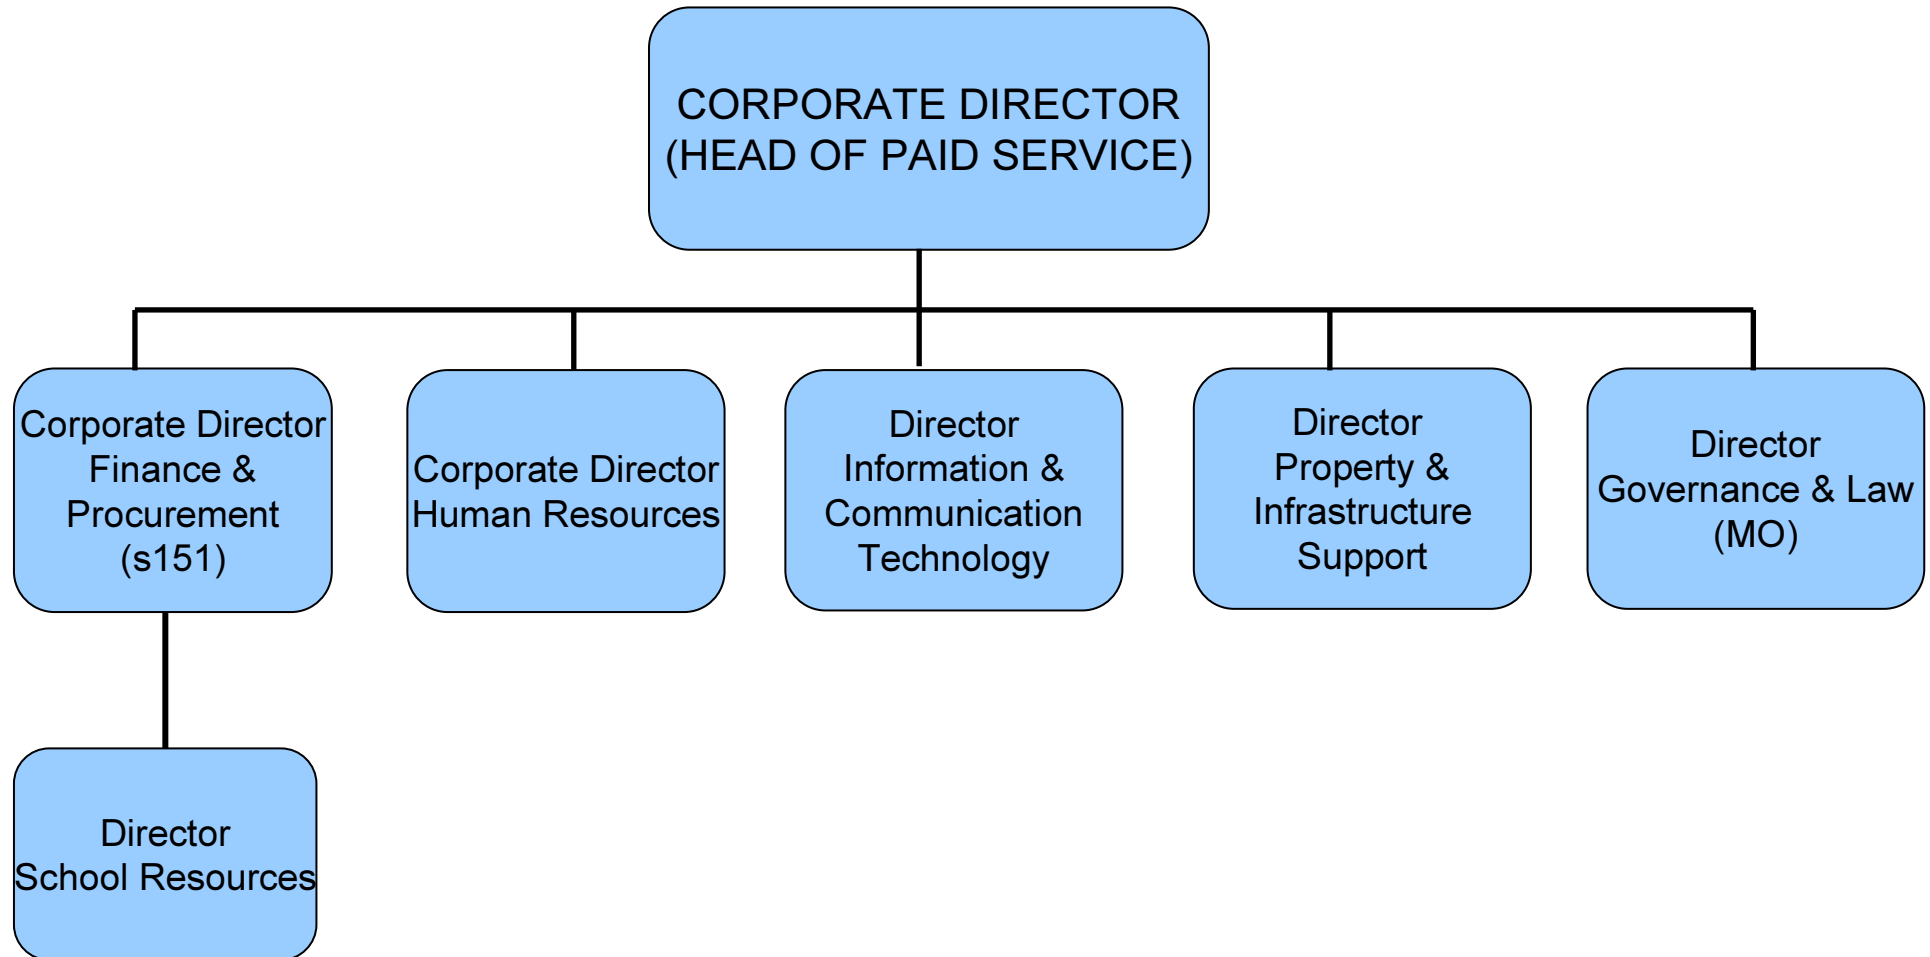 CORPORATE DIRECTOR
(HEAD OF PAID SERVICE)
Corporate Director
Finance &
Procurement
(s151)
Corporate Director
Human Resources
Director
Information &
Communication
Technology
Director
Property &
Infrastructure
Support
Director
Governance & Law
(MO)
Director
School Resources